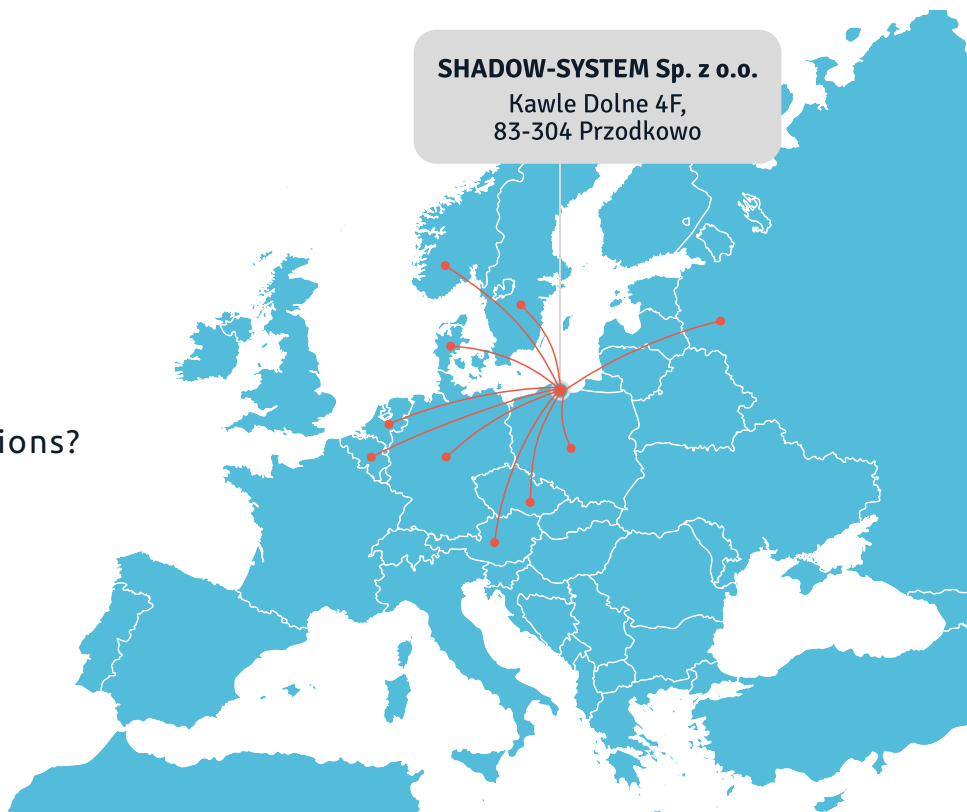 SHADOW-SYSTEM Sp. z o.o.
Kawle Dolne 4F,
83-304 Przodkowo
ions?